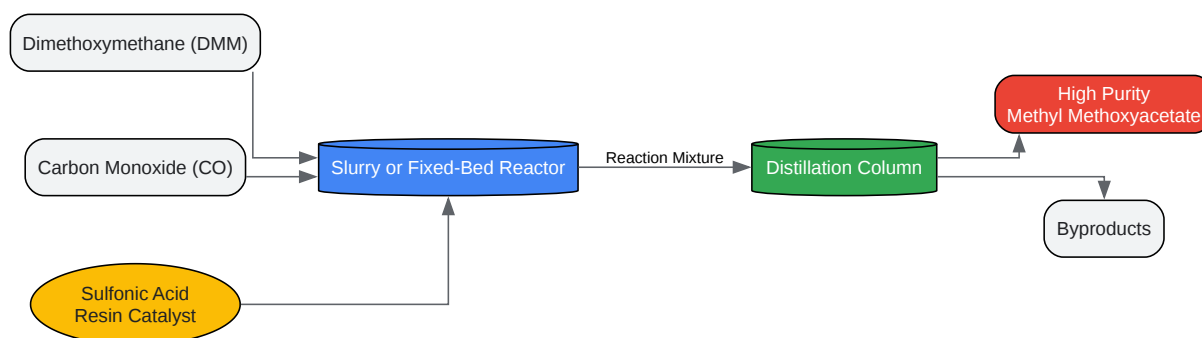 Dimethoxymethane (DMM)
Carbon Monoxide (CO)
Sulfonic Acid
Resin Catalyst
Slurry or Fixed-Bed Reactor
Reaction Mixture
Distillation Column
High Purity
Methyl Methoxyacetate
Byproducts